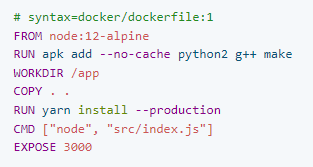 # syntax=docker/dockerfile:1
FROM node:12-alpine
RUN apk add --no-cache python2 g++ make
WORKDIR /app
COPY . .
RUN yarn install --production
CMD ["node", "src/index.js"]
EXPOSE 3000